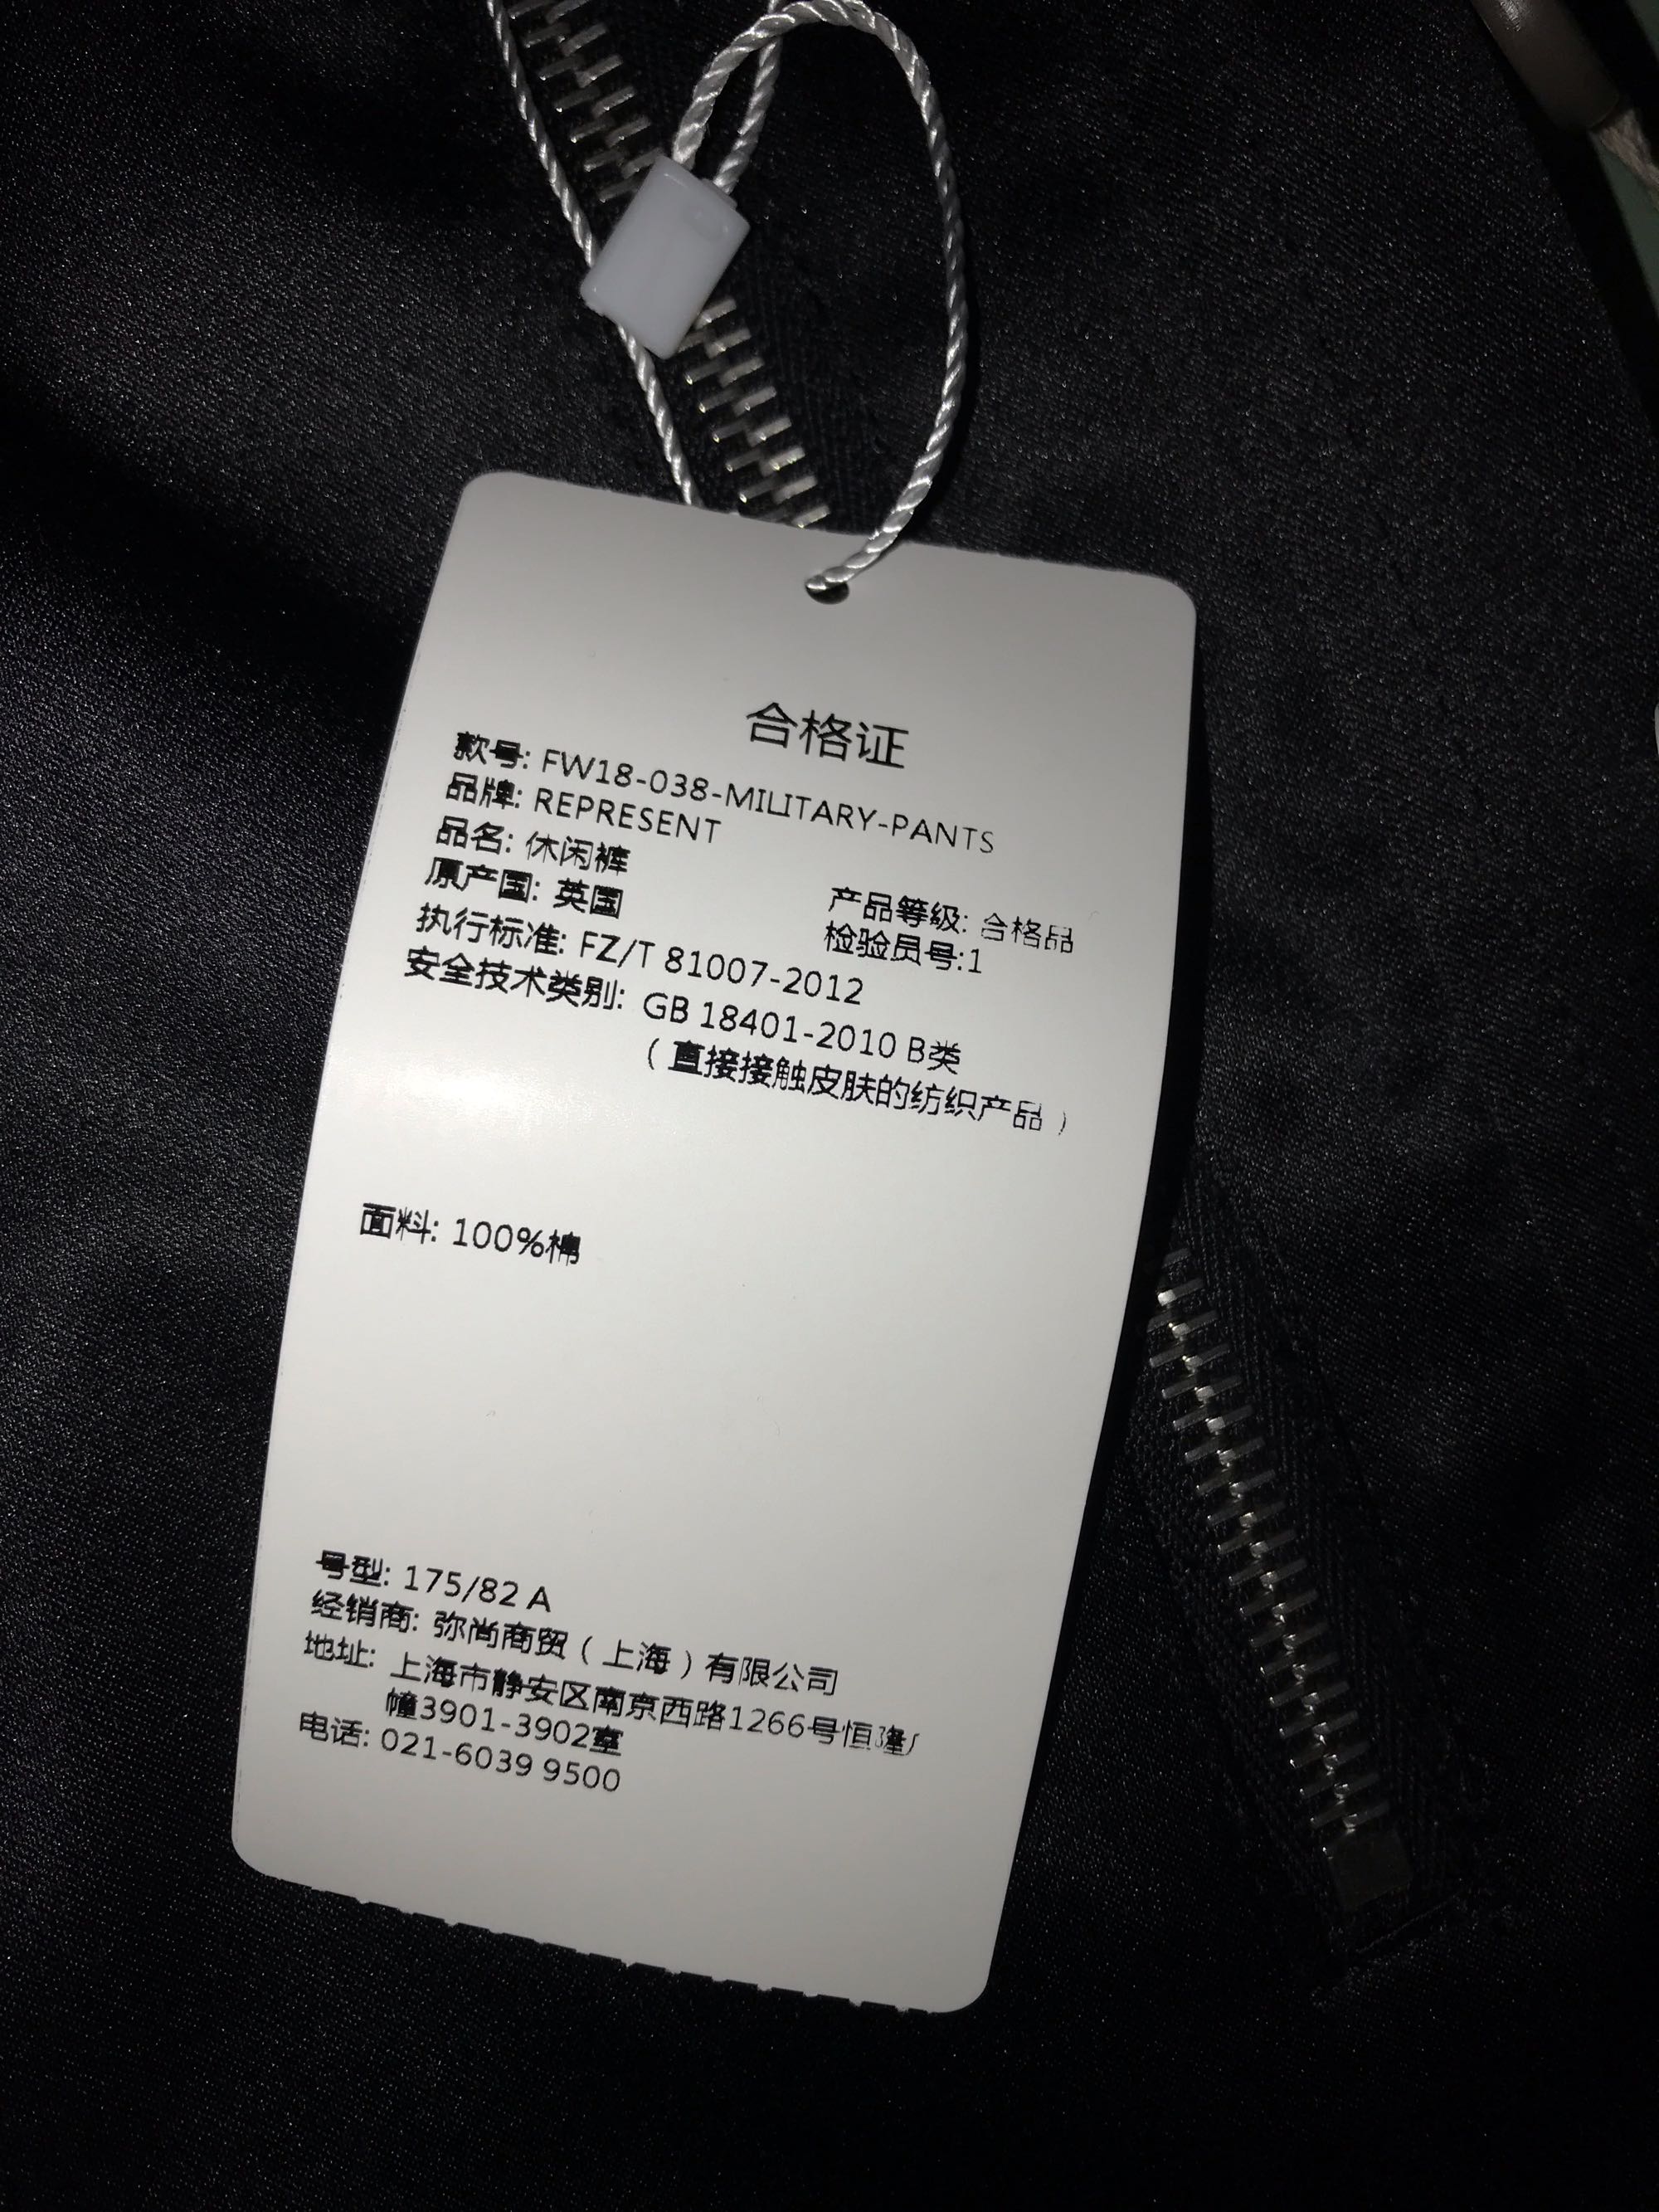 合格证
款号: FW18-038-MILITARY-PANTS
品牌: REPRESENT
品名: 休闲裤
原产国: 英国
产品等级: 合格品
检验员号:1
执行标准: FZ/T 81007-2012
安全技术类别: GB 18401-2010 B类
（直接接触皮肤的纺织产品）
面料: 100%棉
号型: 175/82 A
经销商: 弥尚商贸（上海）有限公司
地址: 上海市静安区南京西路1266号恒隆
幢3901-3902室
电话: 021-6039 9500